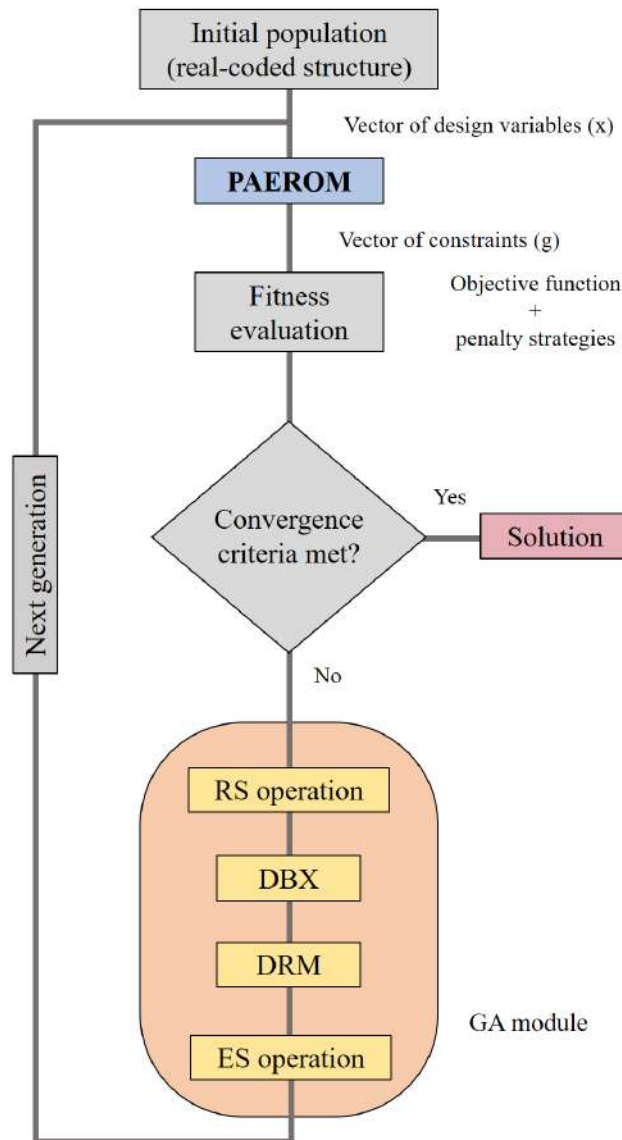 Initial population
(real-coded structure)
Vector of design variables (x)
PAEROM
Vector of constraints (g)
Fitness
evaluation
Objective function
+
penalty strategies
Next generation
Convergence
criteria met?
Yes
Solution
No
RS operation
DBX
DRM
ES operation
GA module